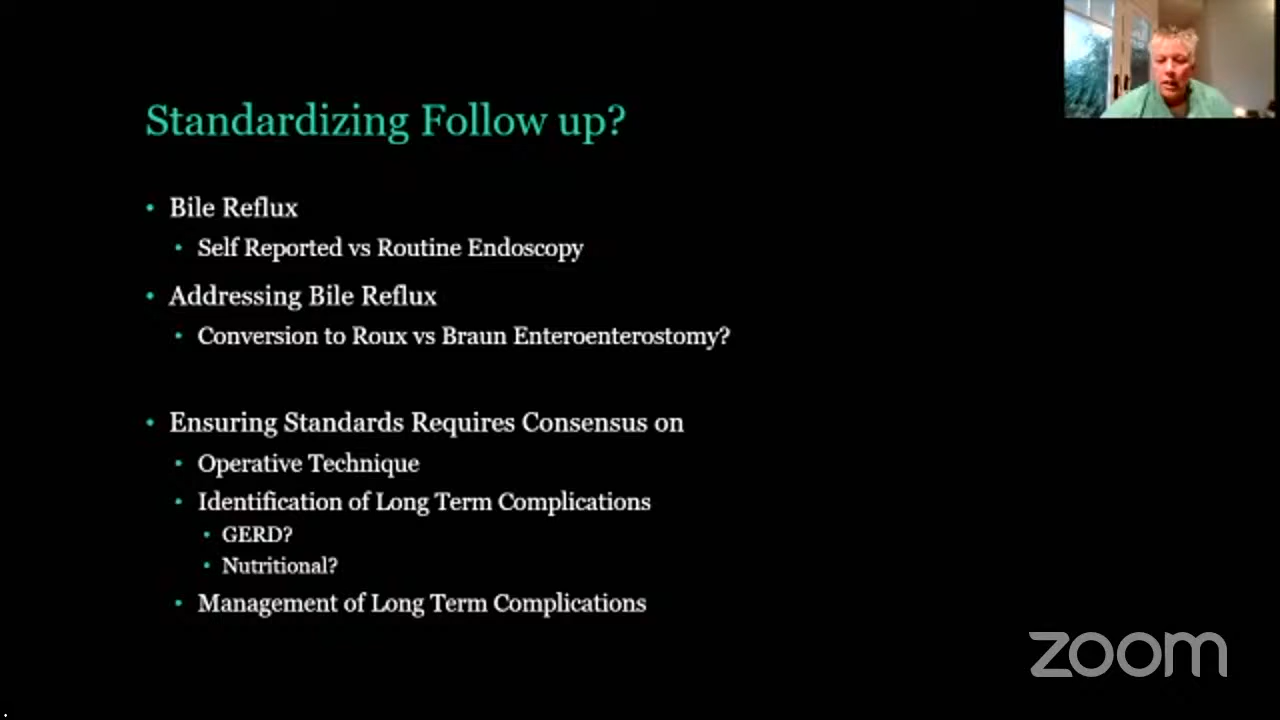 Standardizing Follow up?
• Bile Reflux
• Self Reported vs Routine Endoscopy
• Addressing Bile Reflux
• Conversion to Roux vs Braun Enteroenterostomy?
• Ensuring Standards Requires Consensus on
• Operative Technique
• Identification of Long Term Complications
• GERD?
• Nutritional?
• Management of Long Term Complications
zoom